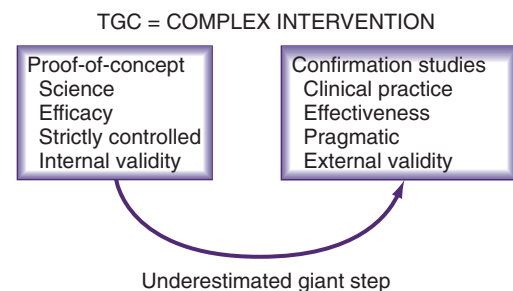 TGC = COMPLEX INTERVENTION
Proof-of-concept
Science
Efficacy
Strictly controlled
Internal validity
Confirmation studies
Clinical practice
Effectiveness
Pragmatic
External validity
Underestimated giant step